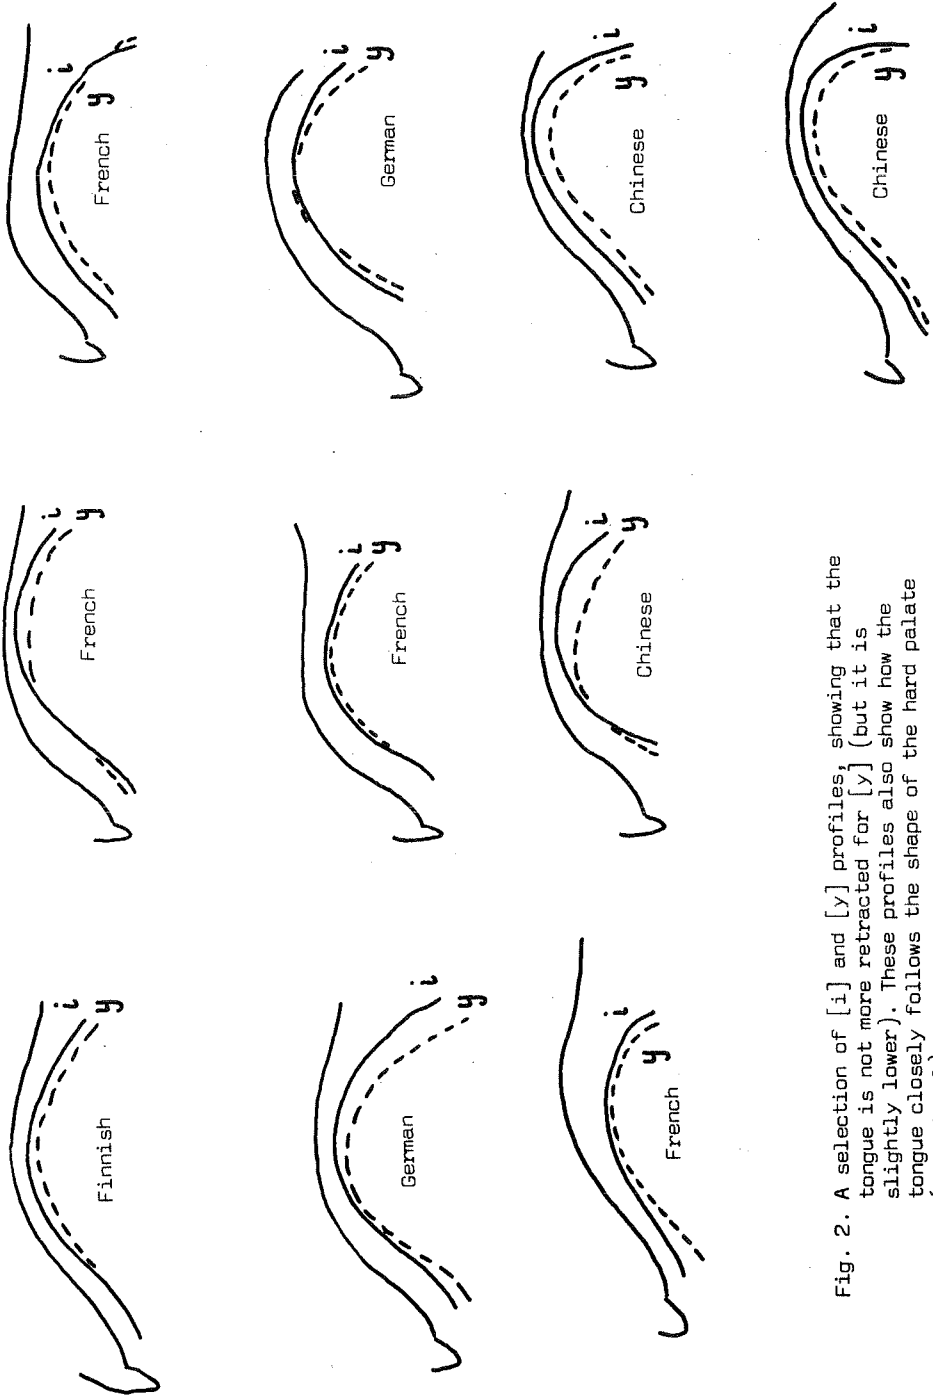 i
y
Finnish
i
y
French
i
y
French
i
y
German
i
y
French
i
y
German
i
y
French
i
y
Chinese
i
y
Chinese
i
y
Chinese
Fig. 2. A selection of [i] and [y] profiles, showing that the
tongue is not more retracted for [y] (but it is
slightly lower). These profiles also show how the
tongue closely follows the shape of the hard palate